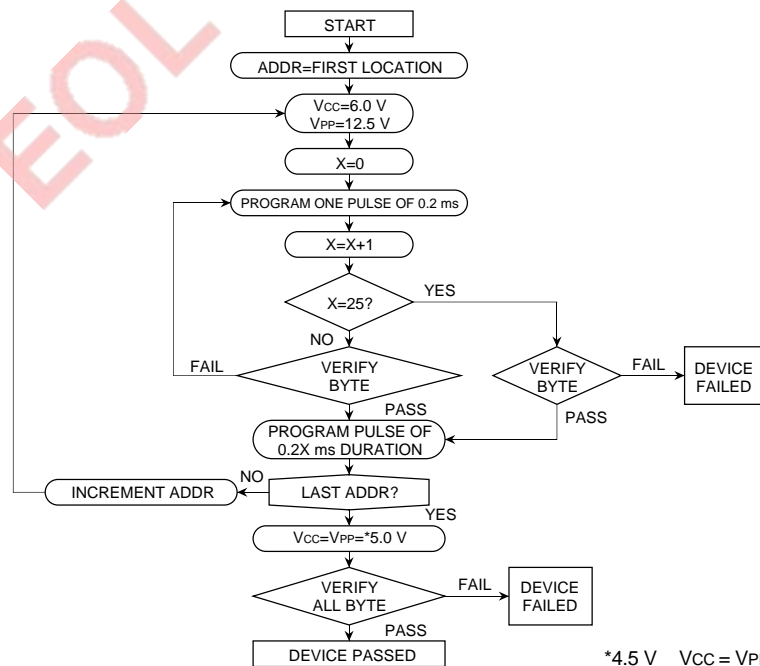 START
ADDR=FIRST LOCATION
VCC=6.0 V
VPP=12.5 V
X=0
PROGRAM ONE PULSE OF 0.2 ms
X=X+1
X=25?
YES
NO
VERIFY
BYTE
FAIL
PASS
VERIFY
BYTE
FAIL
PASS
DEVICE
FAILED
PROGRAM PULSE OF
0.2X ms DURATION
LAST ADDR?
NO
INCREMENT ADDR
YES
VCC=VPP=*5.0 V
VERIFY
ALL BYTE
FAIL
DEVICE
FAILED
PASS
DEVICE PASSED
*4.5 V VCC = VPP
EOL